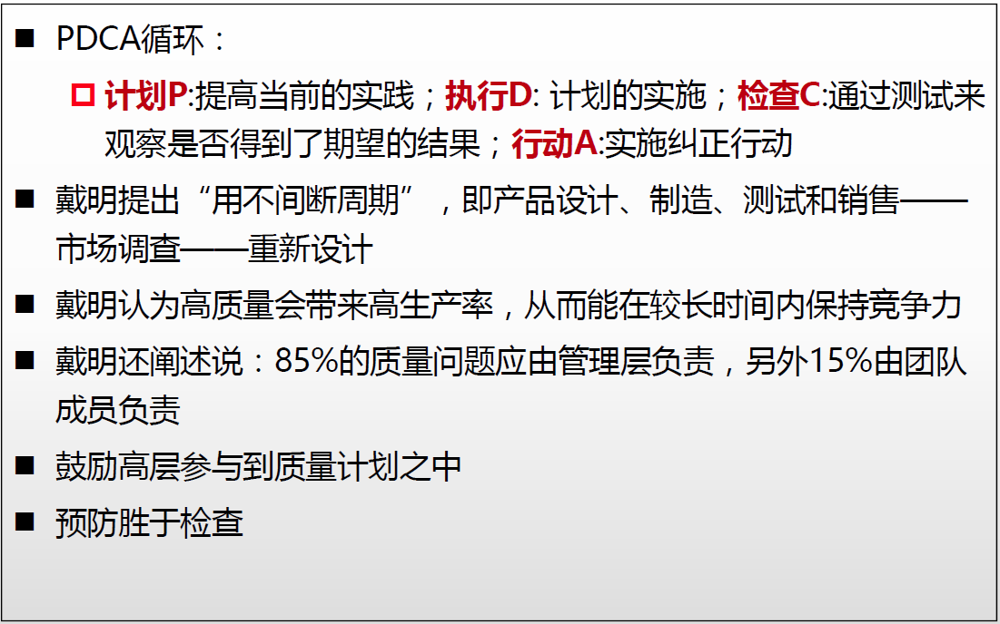 PDCA循环：
计划P:提高当前的实践；执行D: 计划的实施；检查C:通过测试来
观察是否得到了期望的结果；行动A:实施纠正行动
戴明提出“用不间断周期”，即产品设计、制造、测试和销售——
市场调查——重新设计
戴明认为高质量会带来高生产率，从而能在较长时间内保持竞争力
戴明还阐述说：85%的质量问题应由管理层负责，另外15%由团队
成员负责
鼓励高层参与到质量计划之中
预防胜于检查